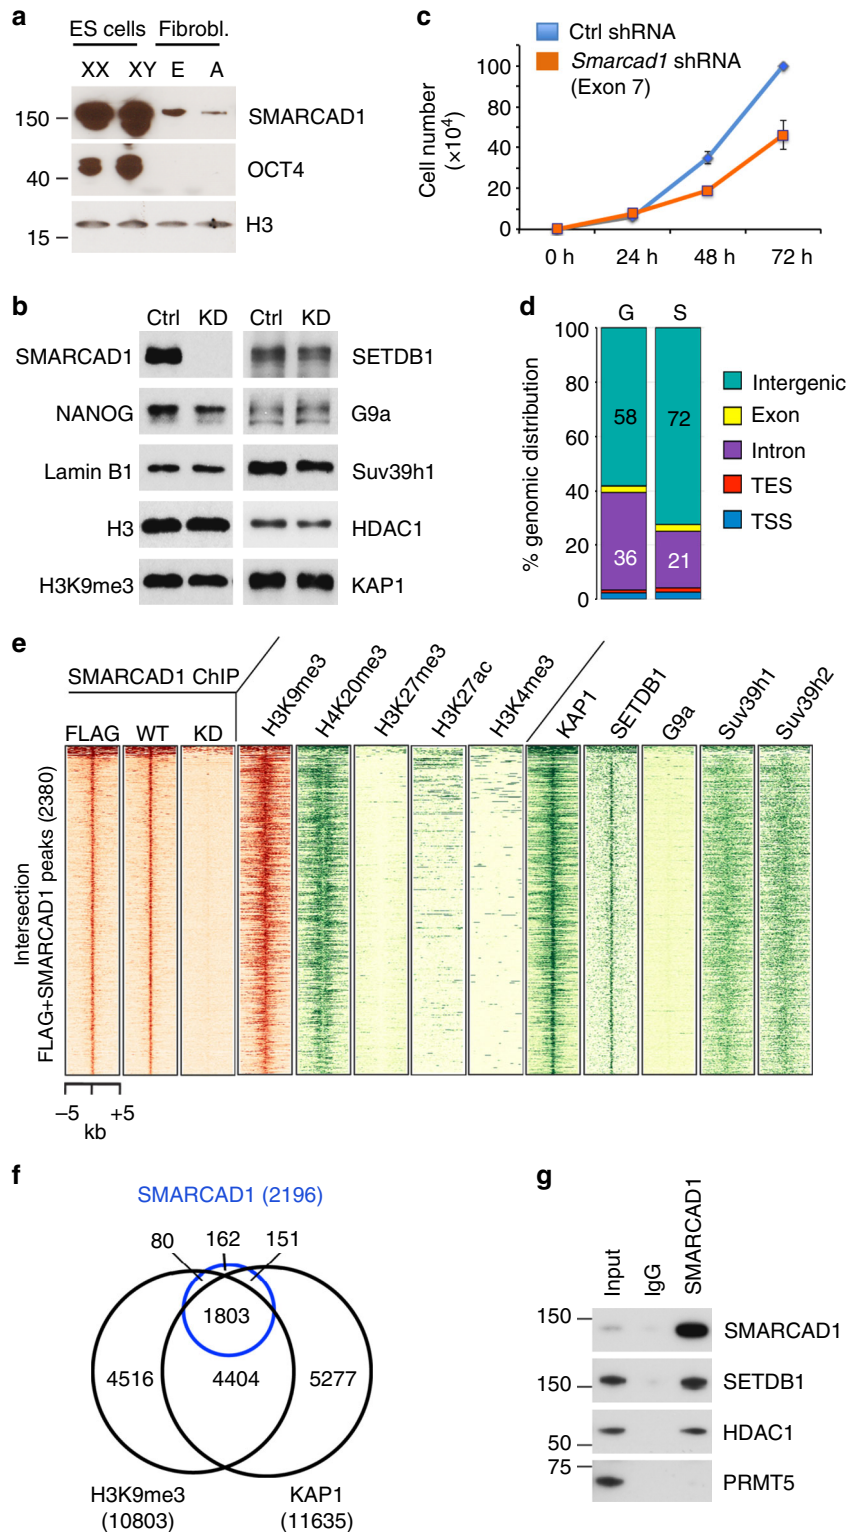 a
ES cells Fibrobl.
XX XY E A
150
SMARCAD1
40
OCT4
15
H3
b
Ctrl KD Ctrl KD
SMARCAD1 SETDB1
NANOG G9a
Lamin B1 Suv39h1
H3 HDAC1
H3K9me3 KAP1
c
Ctrl shRNA
Smarcad1 shRNA
(Exon 7)
Cell number
(×10⁴)
100
80
60
40
20
0
0 h 24 h 48 h 72 h
d
G S
% genomic distribution
100
80
60
40
20
0
58 72
36 21
Intergenic
Exon
Intron
TES
TSS
e
SMARCAD1 ChIP
FLAG WT KD
H3K9me3
H4K20me3
H3K27me3
H3K27ac
H3K4me3
KAP1
SETDB1
G9a
Suv39h1
Suv39h2
Intersection
FLAG+SMARCAD1 peaks (2380)
–5 +5
kb
f
SMARCAD1 (2196)
80 162 151
1803
4516 4404 5277
H3K9me3
(10803)
KAP1
(11635)
g
Input
IgG
SMARCAD1
150
SMARCAD1
150
SETDB1
50
HDAC1
75
PRMT5